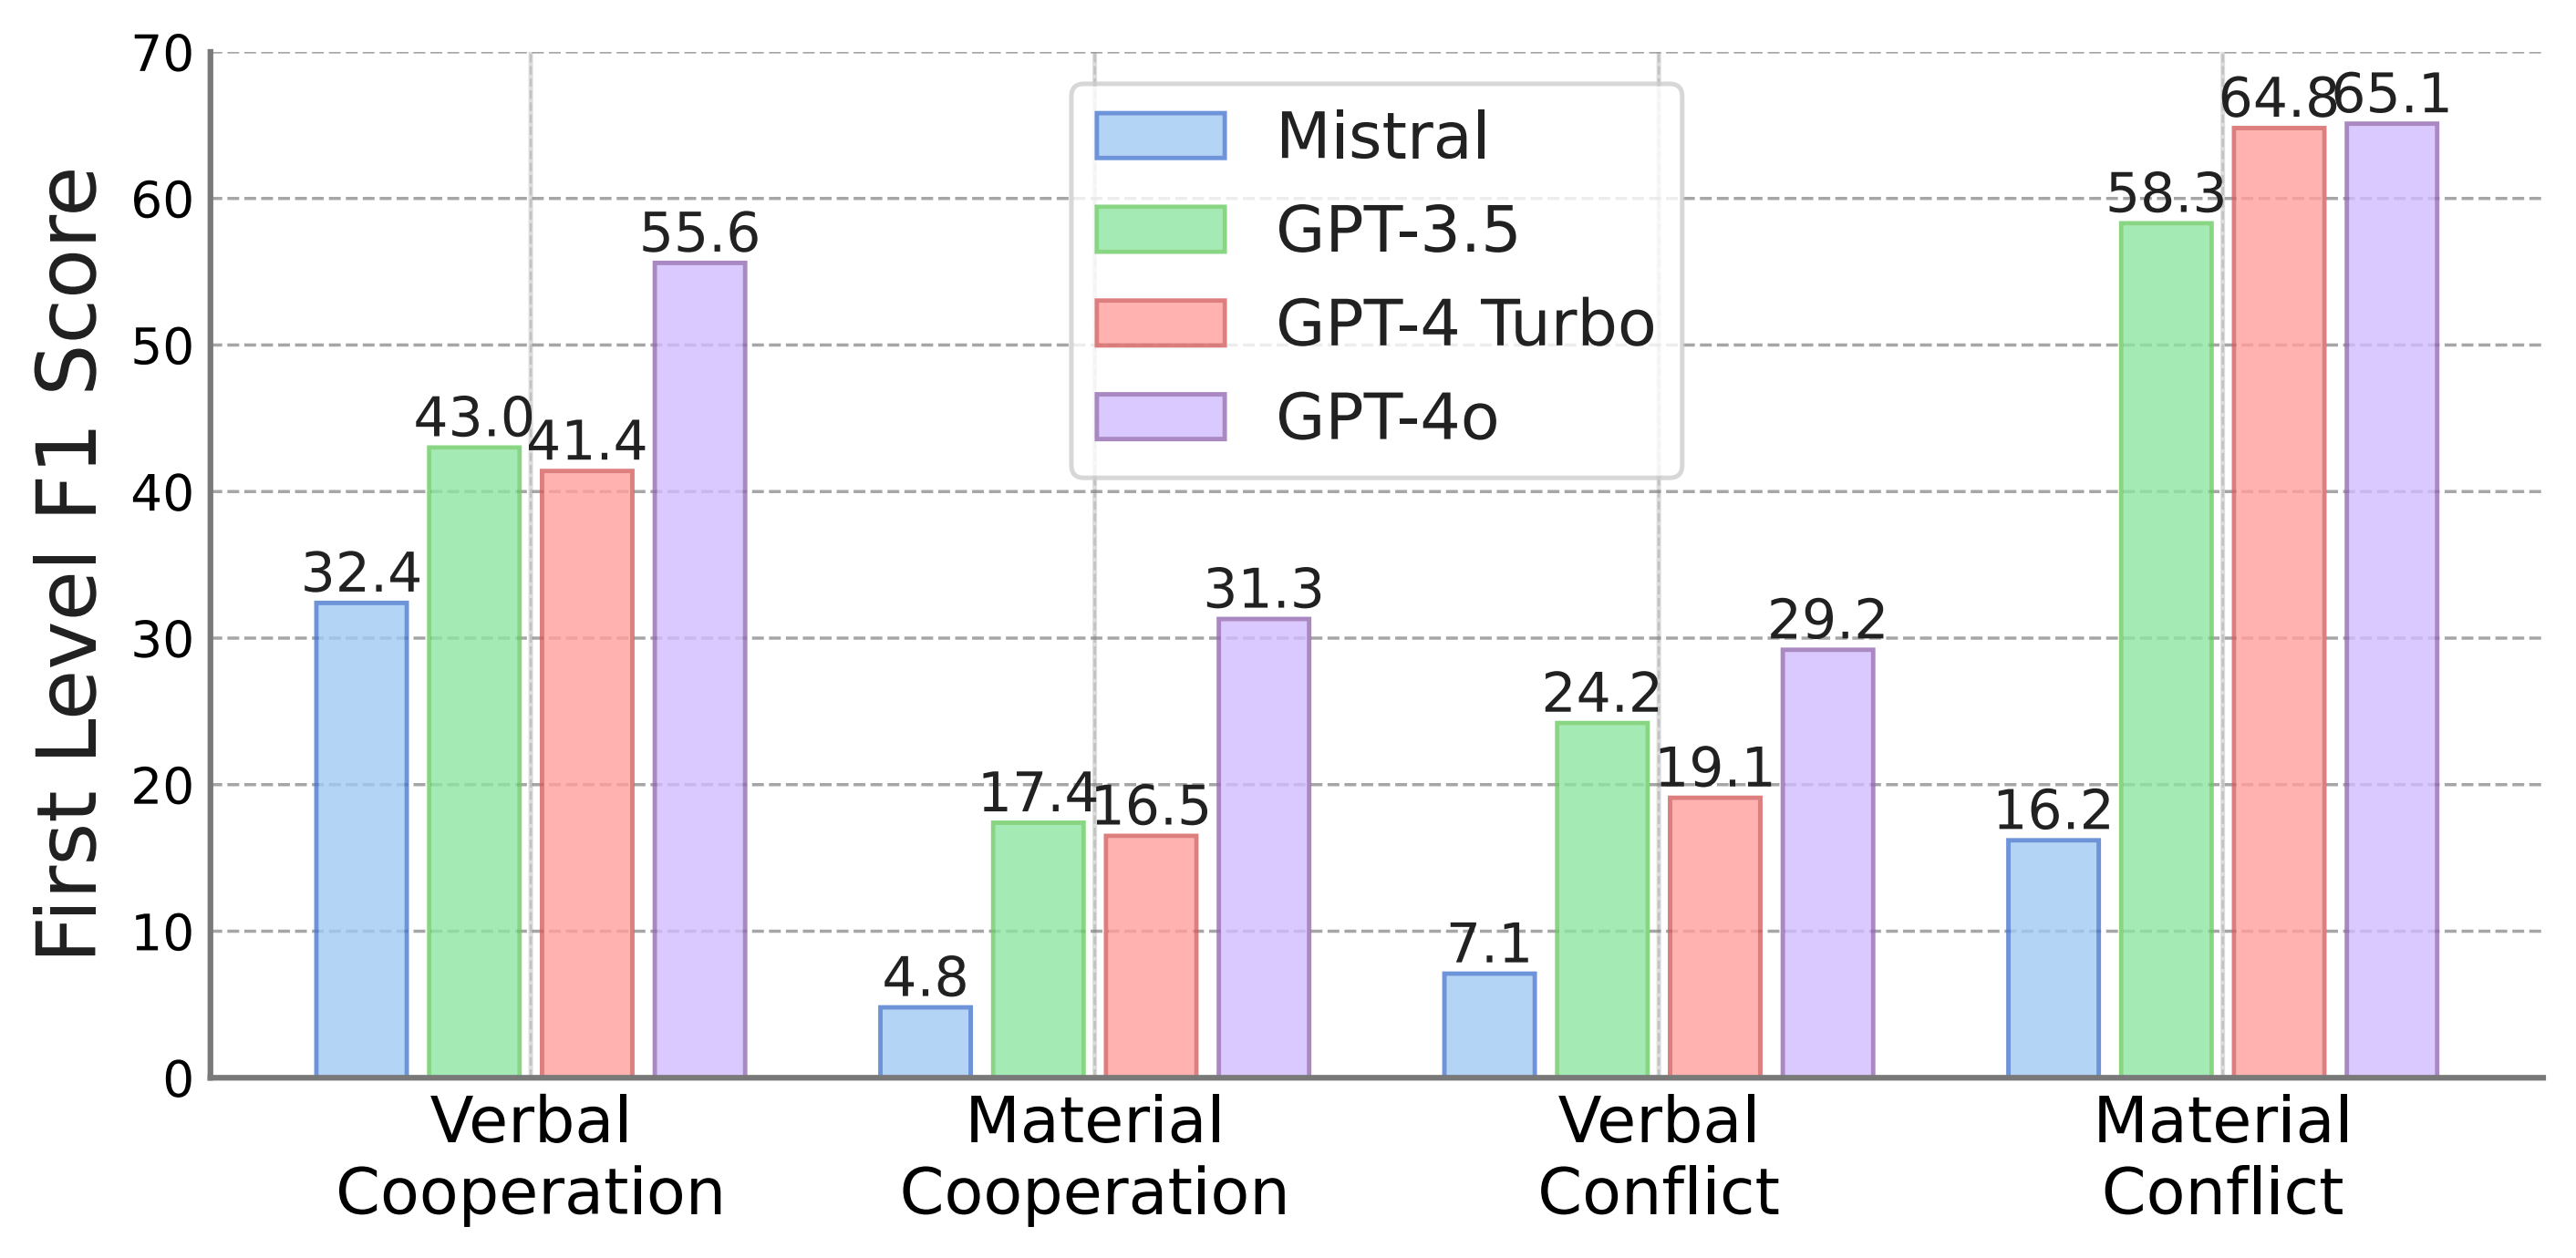 First Level F1 Score
70
60
50
40
30
20
10
0
Mistral
GPT-3.5
GPT-4 Turbo
GPT-4o
32.4
43.0
41.4
55.6
4.8
17.4
16.5
31.3
7.1
24.2
19.1
29.2
16.2
58.3
64.8
65.1
Verbal
Cooperation
Material
Cooperation
Verbal
Conflict
Material
Conflict